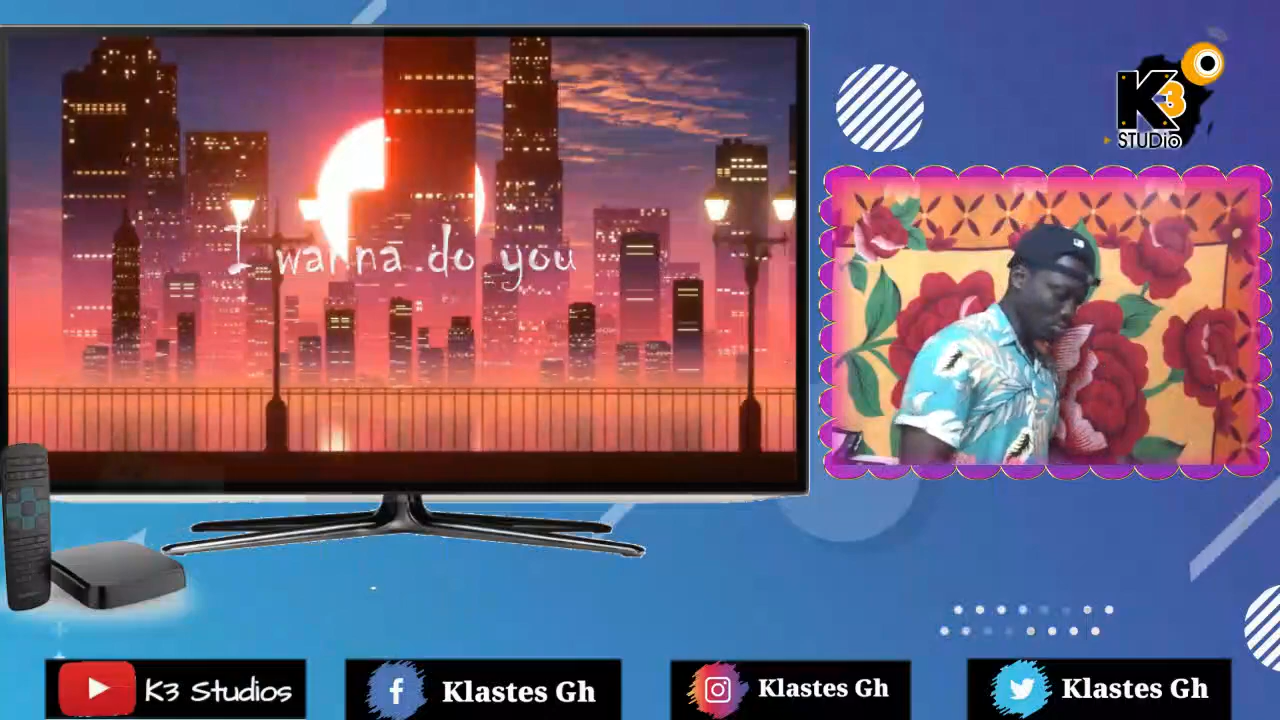 I wanna do you
K3
STUDiO
K3 Studios
Klastes Gh
Klastes Gh
Klastes Gh